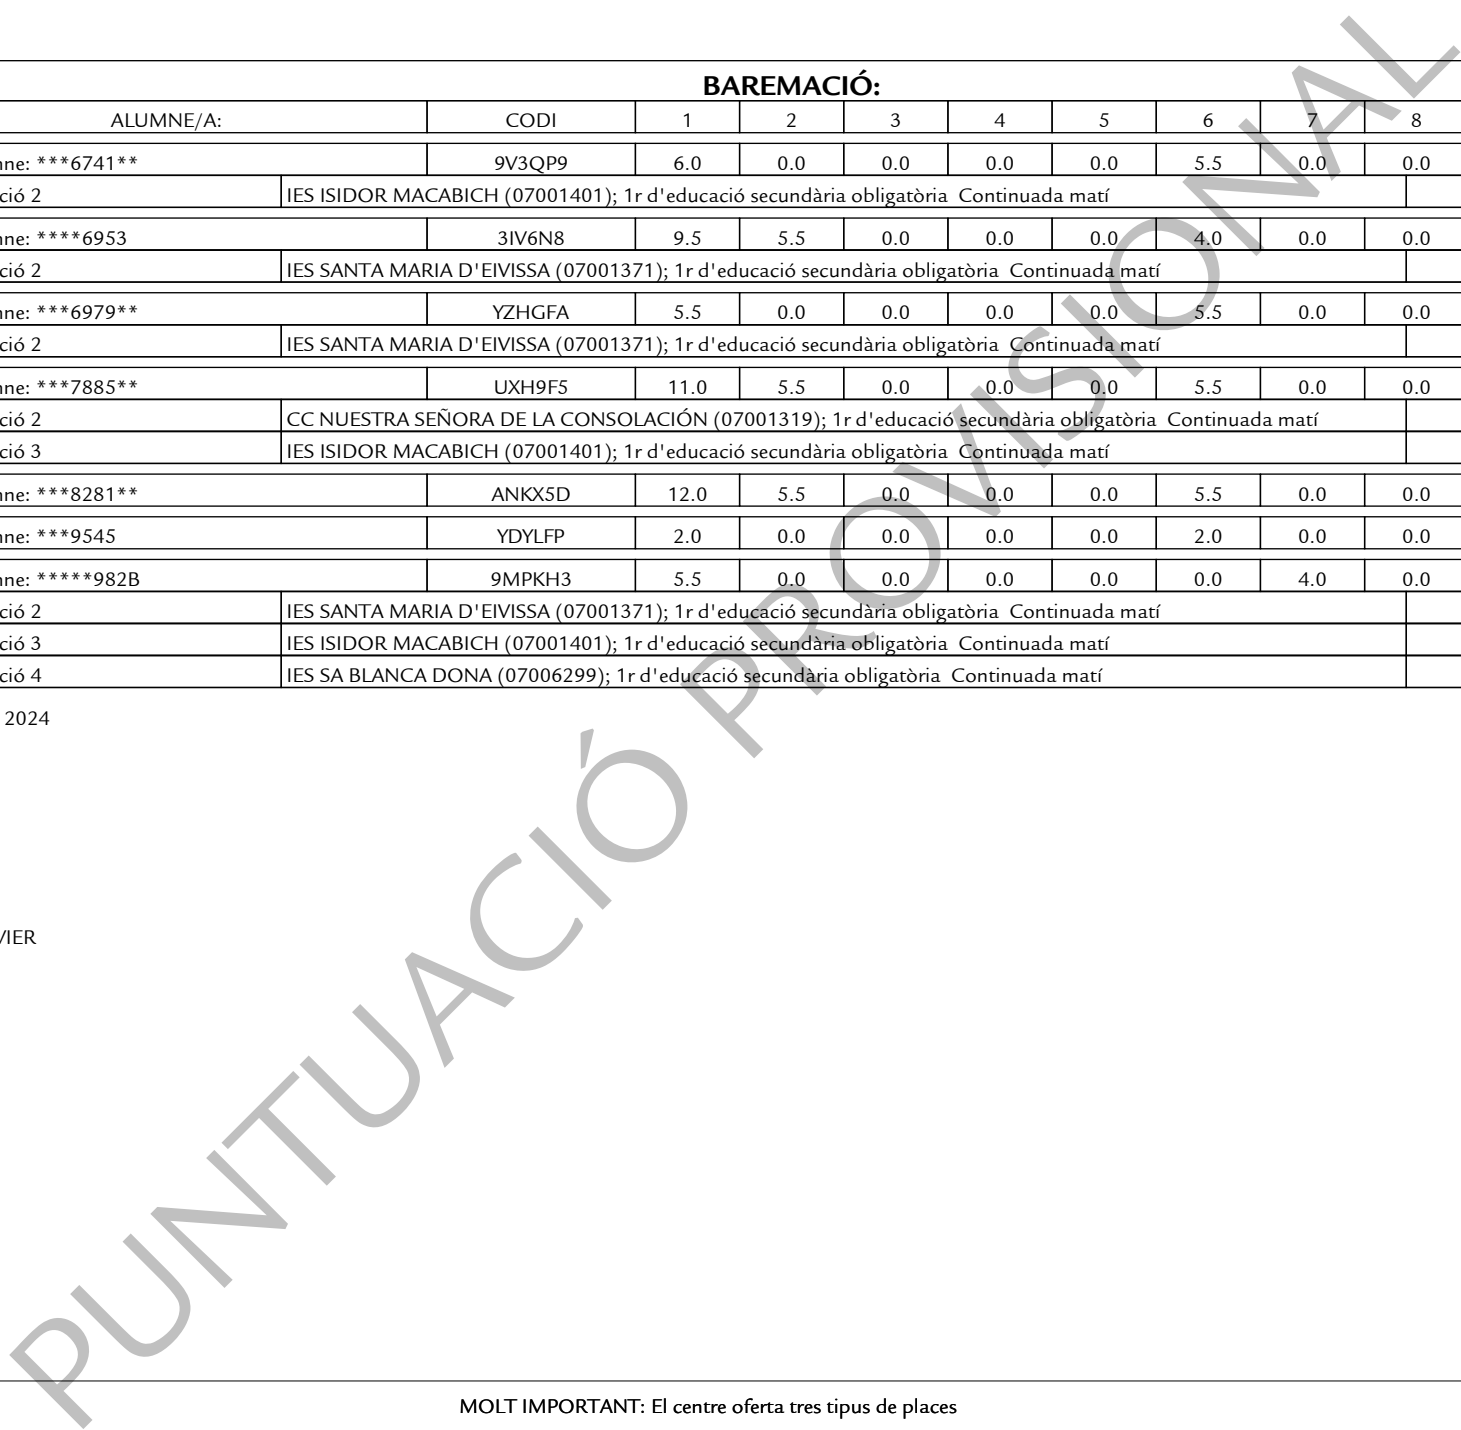 BAREMACIÓ:
ALUMNE/A: CODI 1 2 3 4 5 6 7 8
nne: ***6741** 9V3QP9 6.0 0.0 0.0 0.0 0.0 5.5 0.0 0.0
ció 2 IES ISIDOR MACABICH (07001401); 1r d'educació secundària obligatòria Continuada matí
nne: ****6953 3IV6N8 9.5 5.5 0.0 0.0 0.0 4.0 0.0 0.0
ció 2 IES SANTA MARIA D'EIVISSA (07001371); 1r d'educació secundària obligatòria Continuada matí
nne: ***6979** YZHGFA 5.5 0.0 0.0 0.0 0.0 5.5 0.0 0.0
ció 2 IES SANTA MARIA D'EIVISSA (07001371); 1r d'educació secundària obligatòria Continuada matí
nne: ***7885** UXH9F5 11.0 5.5 0.0 0.0 0.0 5.5 0.0 0.0
ció 2 CC NUESTRA SEÑORA DE LA CONSOLACIÓN (07001319); 1r d'educació secundària obligatòria Continuada matí
ció 3 IES ISIDOR MACABICH (07001401); 1r d'educació secundària obligatòria Continuada matí
nne: ***8281** ANKX5D 12.0 5.5 0.0 0.0 0.0 5.5 0.0 0.0
nne: ***9545 YDYLFP 2.0 0.0 0.0 0.0 0.0 2.0 0.0 0.0
nne: *****982B 9MPKH3 5.5 0.0 0.0 0.0 0.0 0.0 4.0 0.0
ció 2 IES SANTA MARIA D'EIVISSA (07001371); 1r d'educació secundària obligatòria Continuada matí
ció 3 IES ISIDOR MACABICH (07001401); 1r d'educació secundària obligatòria Continuada matí
ció 4 IES SA BLANCA DONA (07006299); 1r d'educació secundària obligatòria Continuada matí
2024
VIER
PUNTUACIÓ PROVISIONAL
MOLT IMPORTANT: El centre oferta tres tipus de places